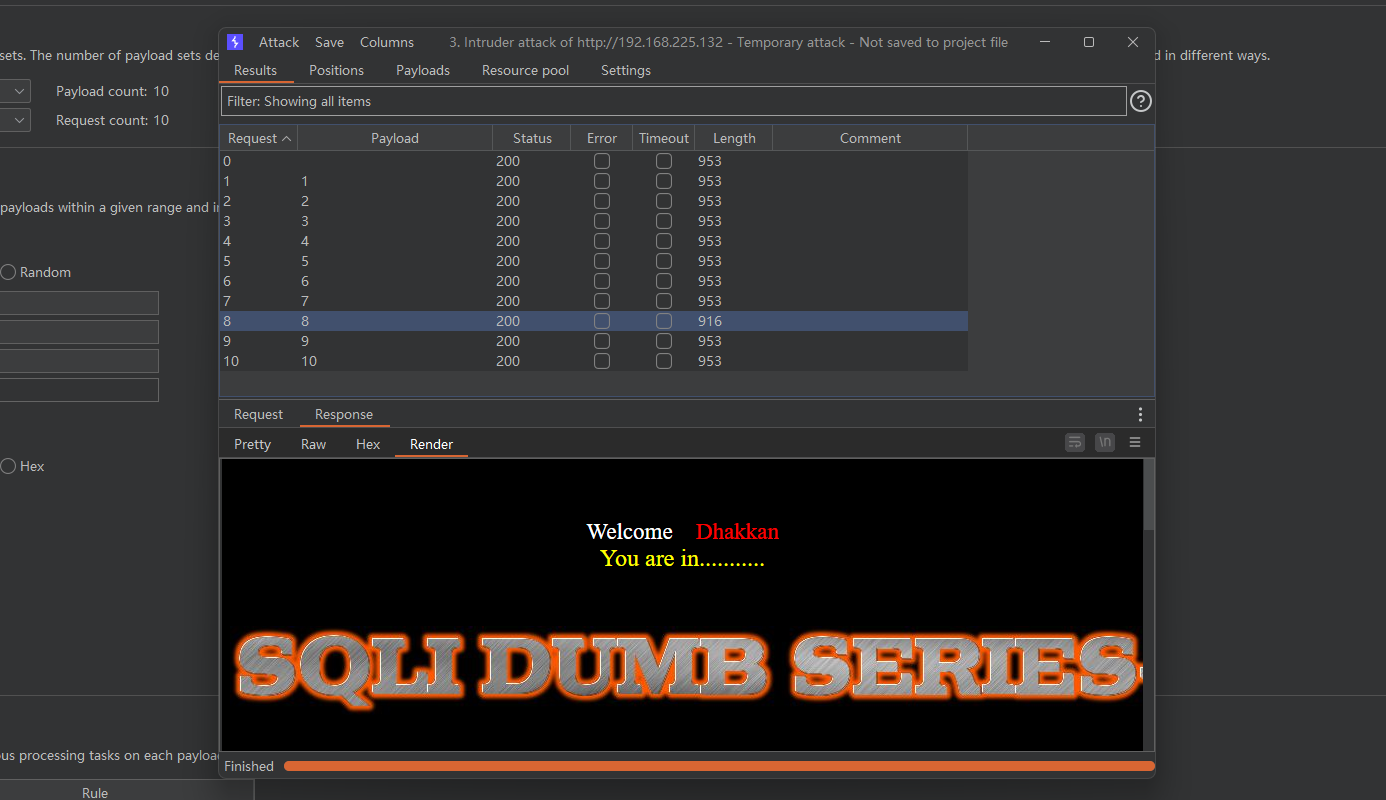 Attack Save Columns 3. Intruder attack of http://192.168.225.132 - Temporary attack - Not saved to project file
sets. The number of payload sets de
d in different ways.
Results Positions Payloads Resource pool Settings
Payload count: 10
Filter: Showing all items
Request count: 10
Request Payload Status Error Timeout Length Comment
0 200 953
1 1 200 953
2 2 200 953
payloads within a given range and in
3 3 200 953
4 4 200 953
5 5 200 953
Random
6 6 200 953
7 7 200 953
8 8 200 916
9 9 200 953
10 10 200 953
Request Response
Pretty Raw Hex Render
\n
Hex
Welcome Dhakkan
You are in...........
SQLI DUMB SERIES-
ous processing tasks on each payloa
Finished
Rule